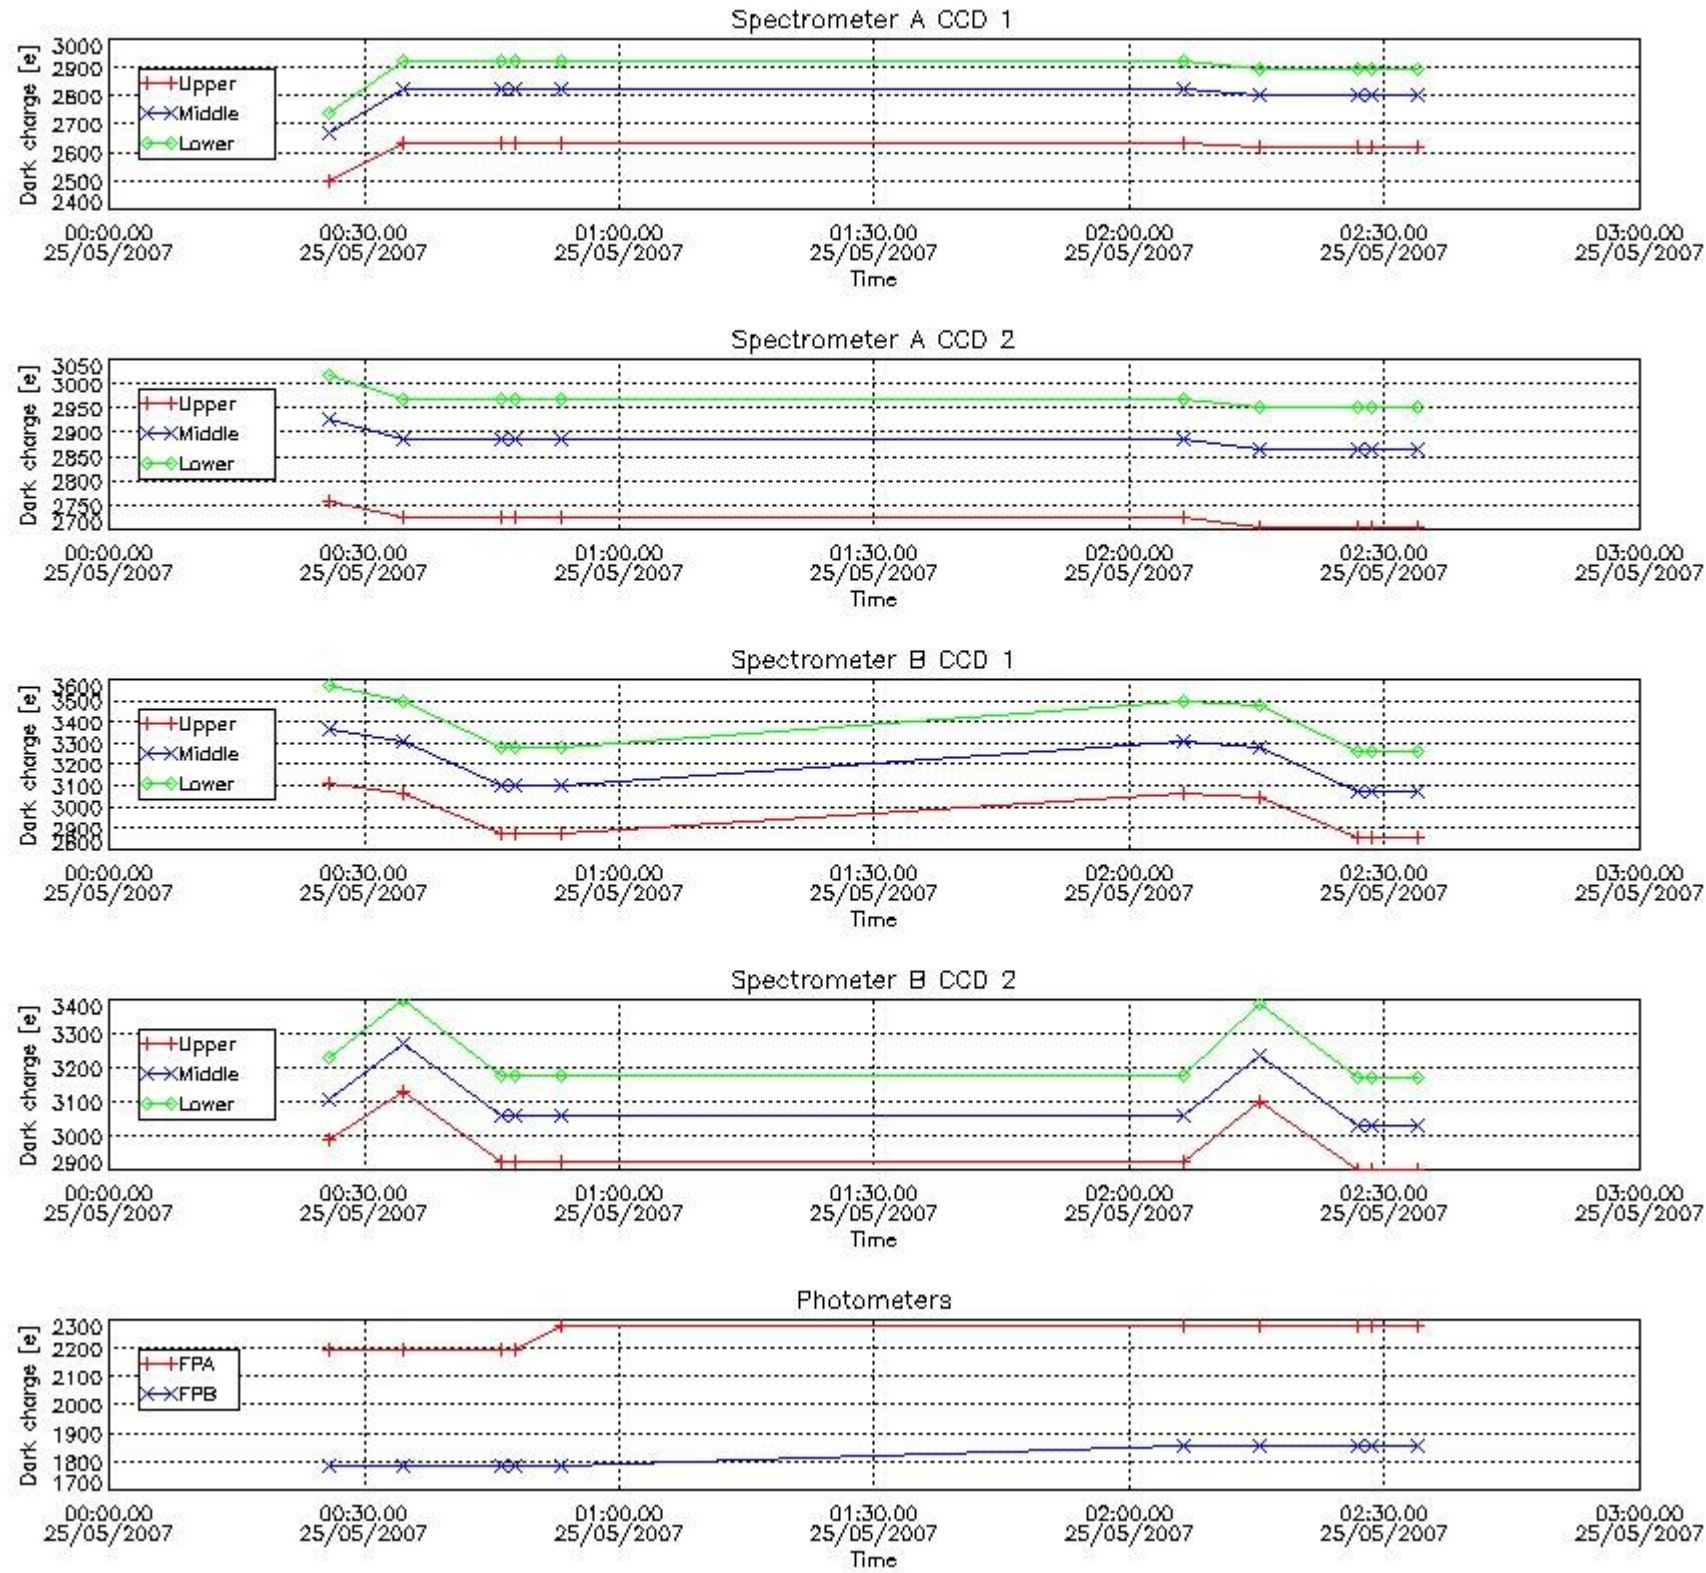 Spectrometer A CCD 1
Dark charge [e]
3000
2900
2800
2700
2600
2500
2400
Upper
Middle
Lower
00:00.00 00:30.00 01:00.00 01:30.00 02:00.00 02:30.00 03:00.00
25/05/2007 25/05/2007 25/05/2007 25/05/2007 25/05/2007 25/05/2007 25/05/2007
Time
Spectrometer A CCD 2
Dark charge [e]
3050
3000
2950
2900
2850
2800
2750
2700
Upper
Middle
Lower
00:00.00 00:30.00 01:00.00 01:30.00 02:00.00 02:30.00 03:00.00
25/05/2007 25/05/2007 25/05/2007 25/05/2007 25/05/2007 25/05/2007 25/05/2007
Time
Spectrometer B CCD 1
Dark charge [e]
3600
3500
3400
3300
3200
3100
3000
2900
2800
Upper
Middle
Lower
00:00.00 00:30.00 01:00.00 01:30.00 02:00.00 02:30.00 03:00.00
25/05/2007 25/05/2007 25/05/2007 25/05/2007 25/05/2007 25/05/2007 25/05/2007
Time
Spectrometer B CCD 2
Dark charge [e]
3400
3300
3200
3100
3000
2900
Upper
Middle
Lower
00:00.00 00:30.00 01:00.00 01:30.00 02:00.00 02:30.00 03:00.00
25/05/2007 25/05/2007 25/05/2007 25/05/2007 25/05/2007 25/05/2007 25/05/2007
Time
Photometers
Dark charge [e]
2300
2200
2100
2000
1900
1800
1700
FPA
FPB
00:00.00 00:30.00 01:00.00 01:30.00 02:00.00 02:30.00 03:00.00
25/05/2007 25/05/2007 25/05/2007 25/05/2007 25/05/2007 25/05/2007 25/05/2007
Time